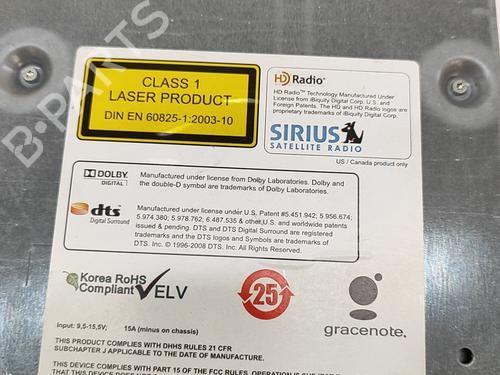 B-PARTS
CLASS 1
LASER PRODUCT
DIN EN 60825-1:2003-10
HD Radio
HD Radio™ Technology Manufactured Under
License from iBiquity Digital Corp. U.S. and
Foreign Patents. The HD and HD Radio logos are
proprietary trademarks of iBiquity Digital Corp.
SIRIUS
SATELLITE RADIO
US / Canada product only
DOLBY
DIGITAL
Manufactured under license from Dolby Laboratories. Dolby and
the double-D symbol are trademarks of Dolby Laboratories.
dts
Digital Surround
Manufactured under license under U.S. Patent #5.451.942; 5.956.674;
5.974.380; 5.978.762; 6.487.535 & other,U.S. and worldwide patents
issued & pending. DTS and DTS Digital Surround are registered
trademarks and the DTS logos and Symbols are trademarks of
DTS. Inc. © 1996-2008 DTS. Inc. All rights reserved.
Korea RoHS
Compliant
ELV
25
gracenote.
Input: 9,5-15,5V; 15A (minus on chassis)
THIS PRODUCT COMPLIES WITH DHHS RULES 21 CFR
SUBCHAPTER J APPLICABLE TO THE DATE OF MANUFACTURE.
THIS DEVICE COMPLIES WITH PART 15 OF THE FCC RULES.